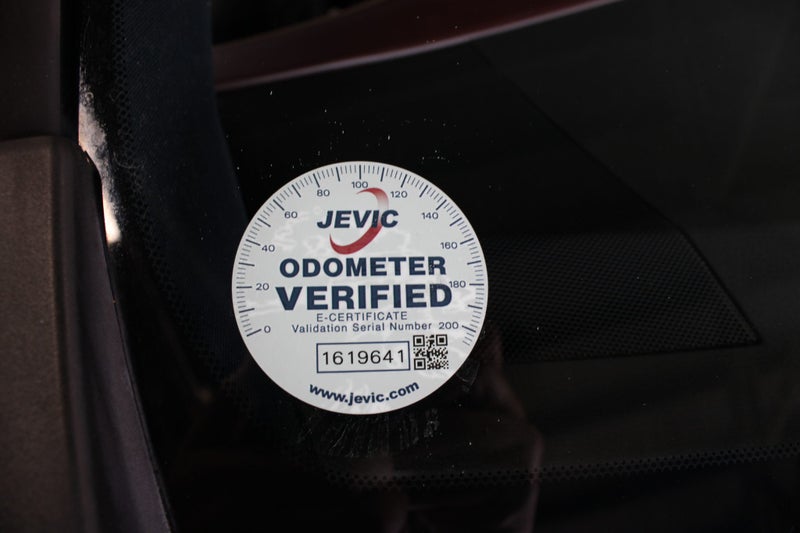 0 20 40 60 80 100 120 140 160 180 200
JEVIC
ODOMETER
VERIFIED
E-CERTIFICATE
Validation Serial Number
1619641
www.jevic.com